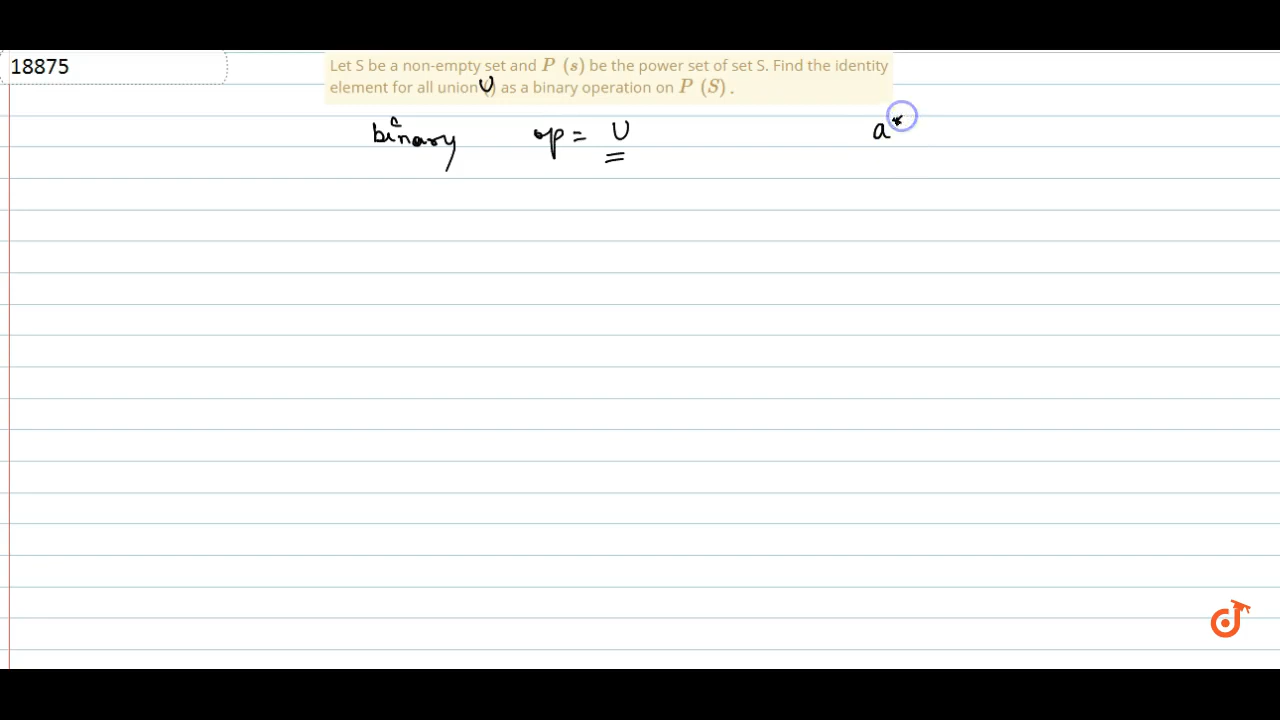 18875
Let S be a non-empty set and P (s) be the power set of set S. Find the identity
element for all union U as a binary operation on P (S).
binary op = U a*